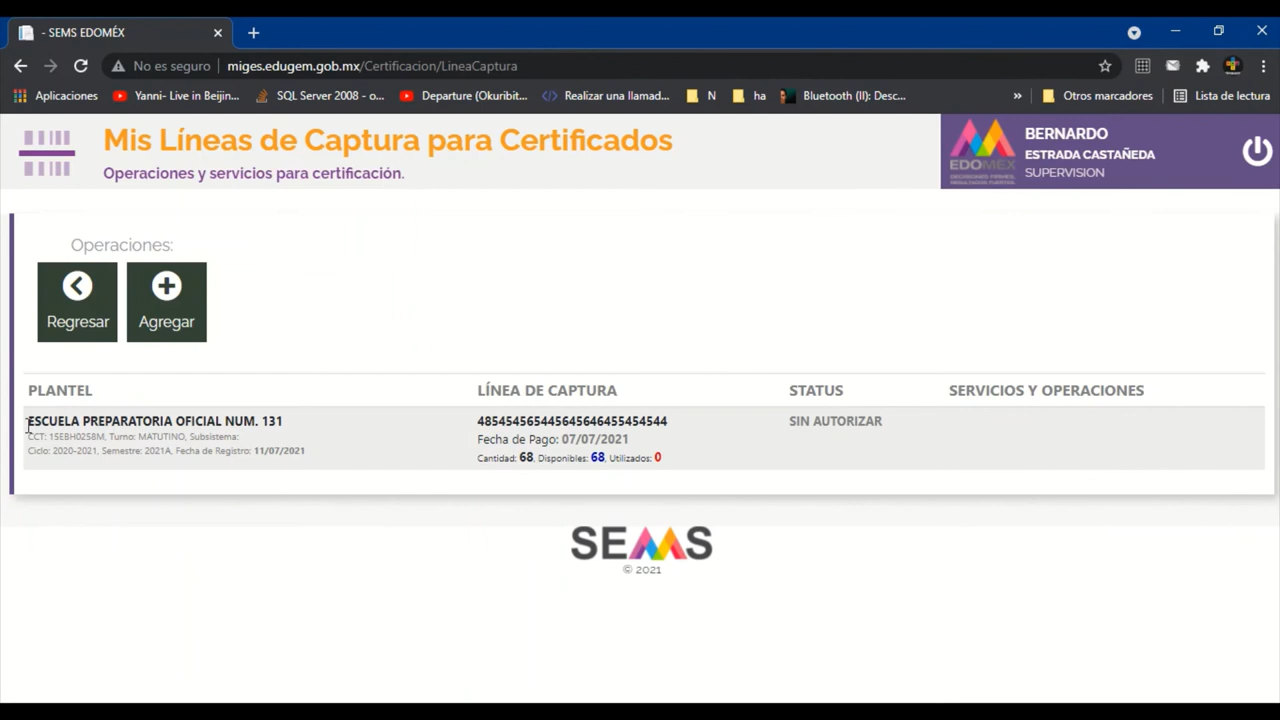 - SEMS EDOMÉX
No es seguro miges.edugem.gob.mx/Certificacion/LineaCaptura
Aplicaciones Yanni- Live in Beijin... SQL Server 2008 - o... Departure (Okuribit... Realizar una llamad... N ha Bluetooth (II): Desc... » Otros marcadores Lista de lectura
Mis Líneas de Captura para Certificados
Operaciones y servicios para certificación.
EDOMÉX
DECISIONES FIRMES, RESULTADOS FUERTES.
BERNARDO
ESTRADA CASTAÑEDA
SUPERVISION
Operaciones:
Regresar
Agregar
PLANTEL LÍNEA DE CAPTURA STATUS SERVICIOS Y OPERACIONES
ESCUELA PREPARATORIA OFICIAL NUM. 131
CCT: 15EBH0258M, Turno: MATUTINO, Subsistema:
Ciclo: 2020-2021, Semestre: 2021A, Fecha de Registro: 11/07/2021
485454565445645646455454544
Fecha de Pago: 07/07/2021
Cantidad: 68, Disponibles: 68, Utilizados: 0
SIN AUTORIZAR
SEMS
© 2021